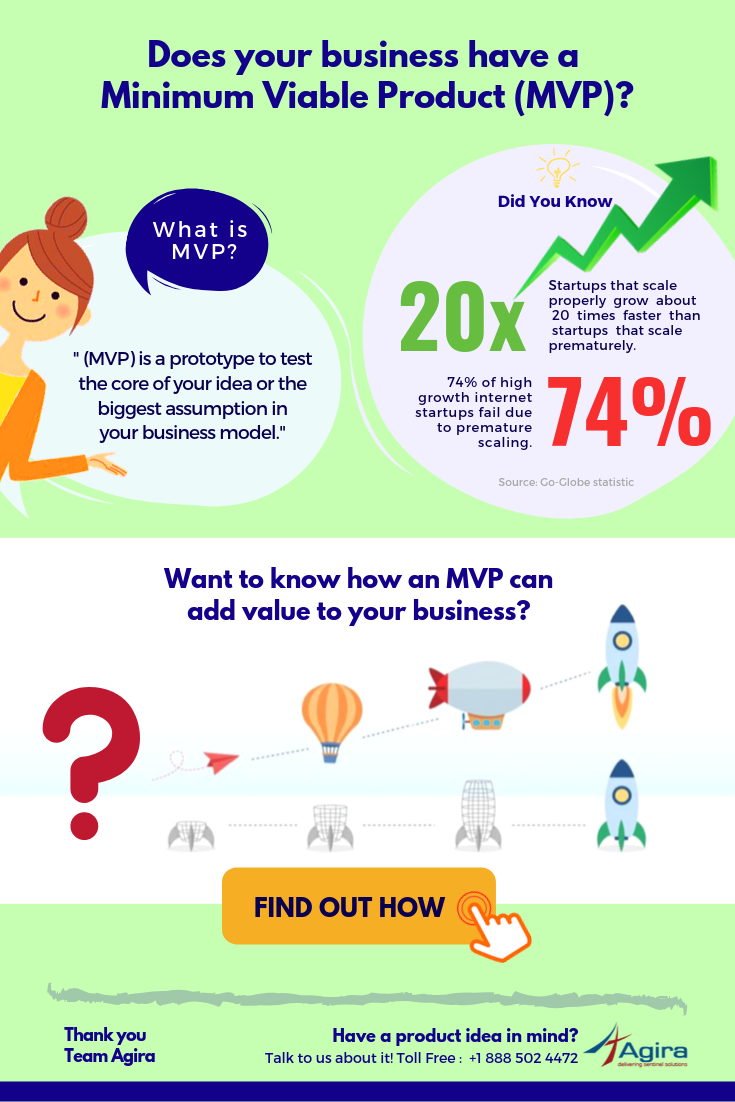 Does your business have a
Minimum Viable Product (MVP)?
What is
MVP?
" (MVP) is a prototype to test
the core of your idea or the
biggest assumption in
your business model."
Did You Know
20x
Startups that scale
properly grow about
20 times faster than
startups that scale
prematurely.
74% of high
growth internet
startups fail due
to premature
scaling.
74%
Source: Go-Globe statistic
Want to know how an MVP can
add value to your business?
?
FIND OUT HOW
Thank you
Team Agira
Have a product idea in mind?
Talk to us about it! Toll Free : +1 888 502 4472
Agira
delivering sentinel solutions